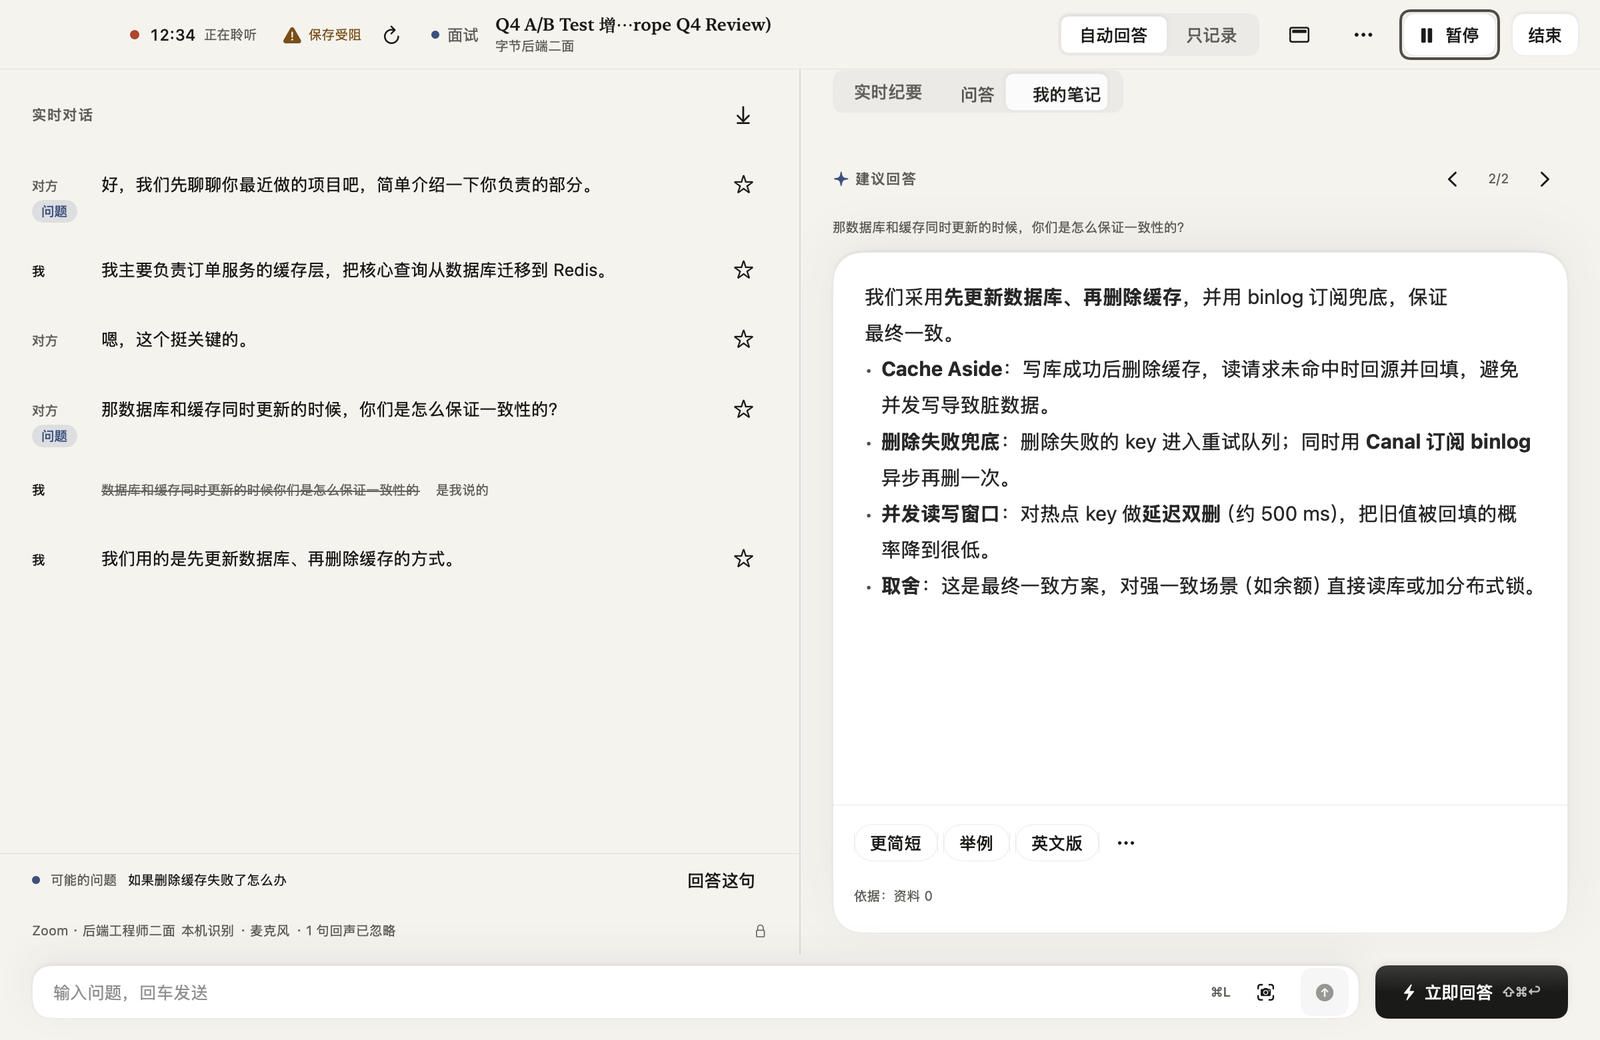 12:34 正在聆听
保存受阻
面试
Q4 A/B Test 增···rope Q4 Review)
字节后端二面
自动回答
只记录
暂停
结束
实时对话
对方
问题
好，我们先聊聊你最近做的项目吧，简单介绍一下你负责的部分。
我
我主要负责订单服务的缓存层，把核心查询从数据库迁移到 Redis。
对方
嗯，这个挺关键的。
对方
问题
那数据库和缓存同时更新的时候，你们是怎么保证一致性的？
我
数据库和缓存同时更新的时候你们是怎么保证一致性的 是我说的
我
我们用的是先更新数据库、再删除缓存的方式。
可能的问题 如果删除缓存失败了怎么办
回答这句
Zoom · 后端工程师二面 本机识别 · 麦克风 · 1 句回声已忽略
实时纪要
问答
我的笔记
建议回答
2/2
那数据库和缓存同时更新的时候，你们是怎么保证一致性的？
我们采用先更新数据库、再删除缓存，并用 binlog 订阅兜底，保证
最终一致。
· Cache Aside：写库成功后删除缓存，读请求未命中时回源并回填，避免
并发写导致脏数据。
· 删除失败兜底：删除失败的 key 进入重试队列；同时用 Canal 订阅 binlog
异步再删一次。
· 并发读写窗口：对热点 key 做延迟双删（约 500 ms），把旧值被回填的概
率降到很低。
· 取舍：这是最终一致方案，对强一致场景（如余额）直接读库或加分布式锁。
更简短
举例
英文版
依据：资料 0
输入问题，回车发送
⌘L
立即回答 ⇧⌘↩